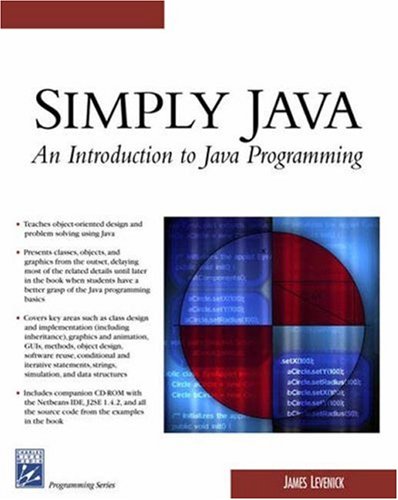 SIMPLY JAVA
An Introduction to Java Programming
• Teaches object-oriented design and
problem solving using Java
• Presents classes, objects, and
graphics from the outset, delaying
most of the related details until later
in the book when students have a
better grasp of the Java programming
basics
• Covers key areas such as class design
and implementation (including
inheritance), graphics and animation,
GUIs, methods, object design,
software reuse, conditional and
iterative statements, strings,
simulation, and data structures
• Includes companion CD-ROM with
the Netbeans IDE, J2SE 1.4.2, and all
the source code from the examples in
the book
.setX(100);
aCircle.setRadius(100);
CHARLES
RIVER
MEDIA
Programming Series
JAMES LEVENICK